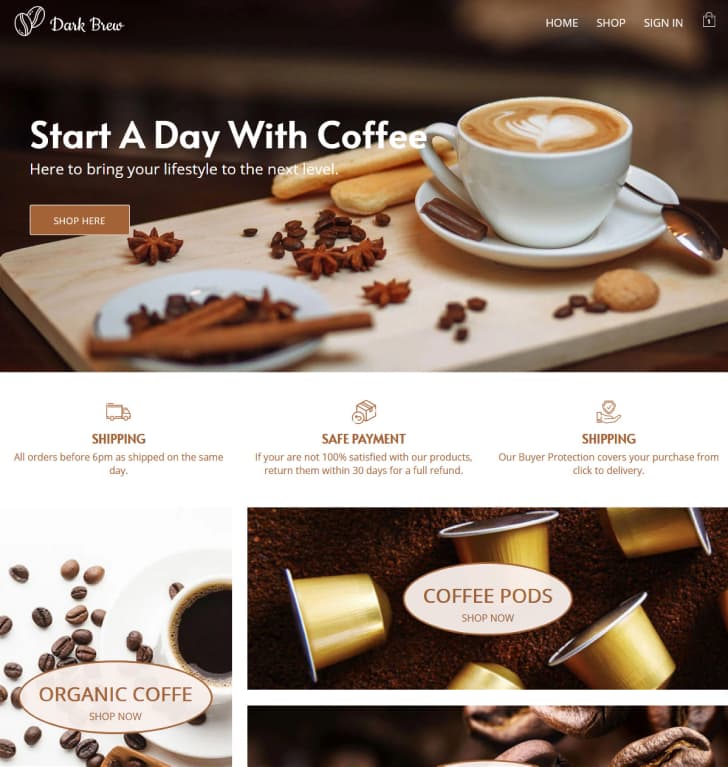 Dark Brew
HOME
SHOP
SIGN IN
1
Start A Day With Coffee
Here to bring your lifestyle to the next level.
SHOP HERE
SHIPPING
All orders before 6pm as shipped on the same
day.
SAFE PAYMENT
If your are not 100% satisfied with our products,
return them within 30 days for a full refund.
SHIPPING
Our Buyer Protection covers your purchase from
click to delivery.
COFFEE PODS
SHOP NOW
ORGANIC COFFE
SHOP NOW